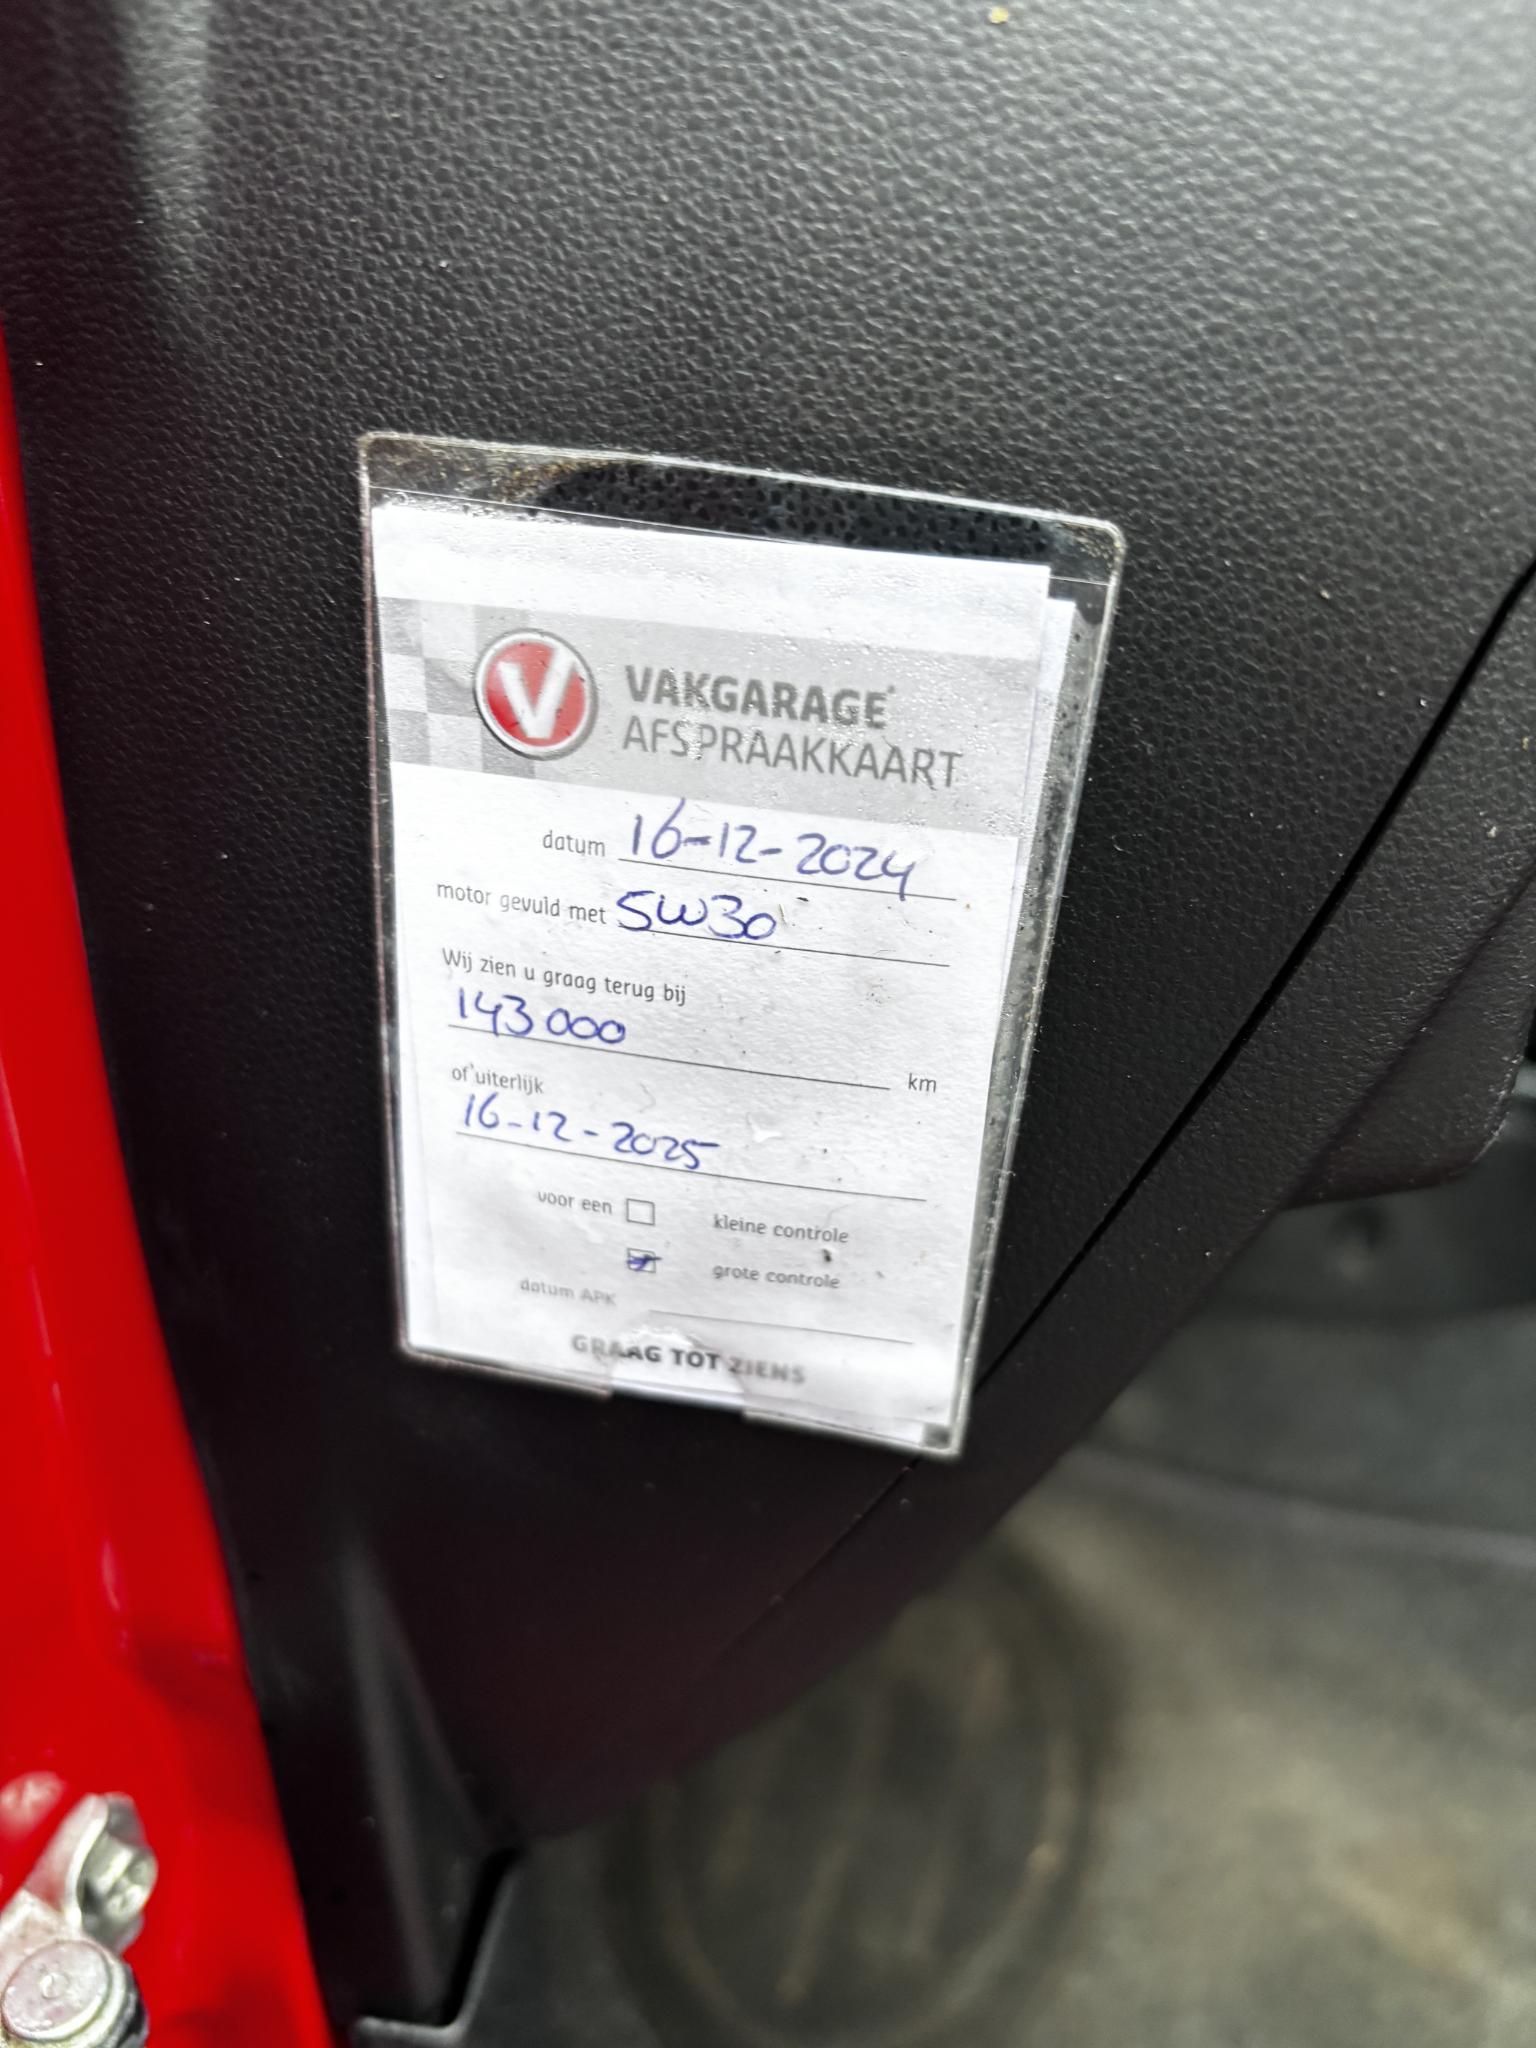 V
VAKGARAGE®
AFSPRAAKKAART
datum 16-12-2024
motor gevuld met 5W30
Wij zien u graag terug bij
143000 km
of uiterlijk
16-12-2025
voor een kleine controle
grote controle
datum APK
GRAAG TOT ZIENS